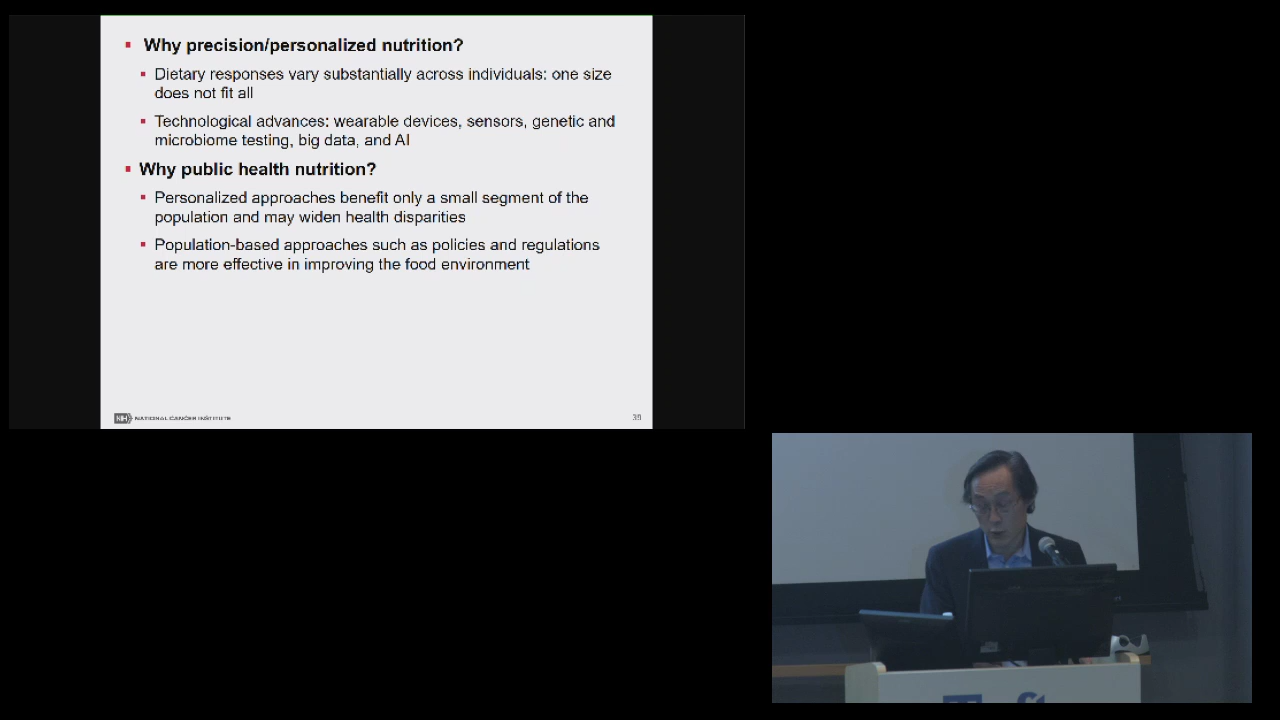 Why precision/personalized nutrition?
Dietary responses vary substantially across individuals: one size
does not fit all
Technological advances: wearable devices, sensors, genetic and
microbiome testing, big data, and AI
Why public health nutrition?
Personalized approaches benefit only a small segment of the
population and may widen health disparities
Population-based approaches such as policies and regulations
are more effective in improving the food environment
NIH NATIONAL CANCER INSTITUTE